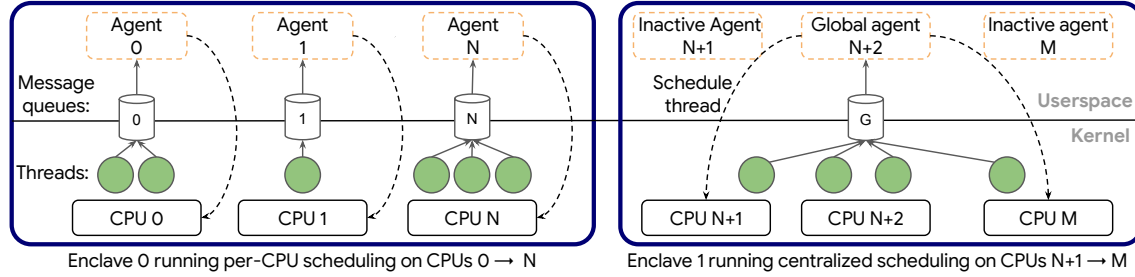 Agent 0
Agent 1
Agent N
Inactive Agent N+1
Global agent N+2
Inactive agent M
Message queues:
0
1
N
Schedule thread
G
Userspace
Kernel
Threads:
CPU 0
CPU 1
CPU N
CPU N+1
CPU N+2
CPU M
Enclave 0 running per-CPU scheduling on CPUs 0 → N
Enclave 1 running centralized scheduling on CPUs N+1 → M